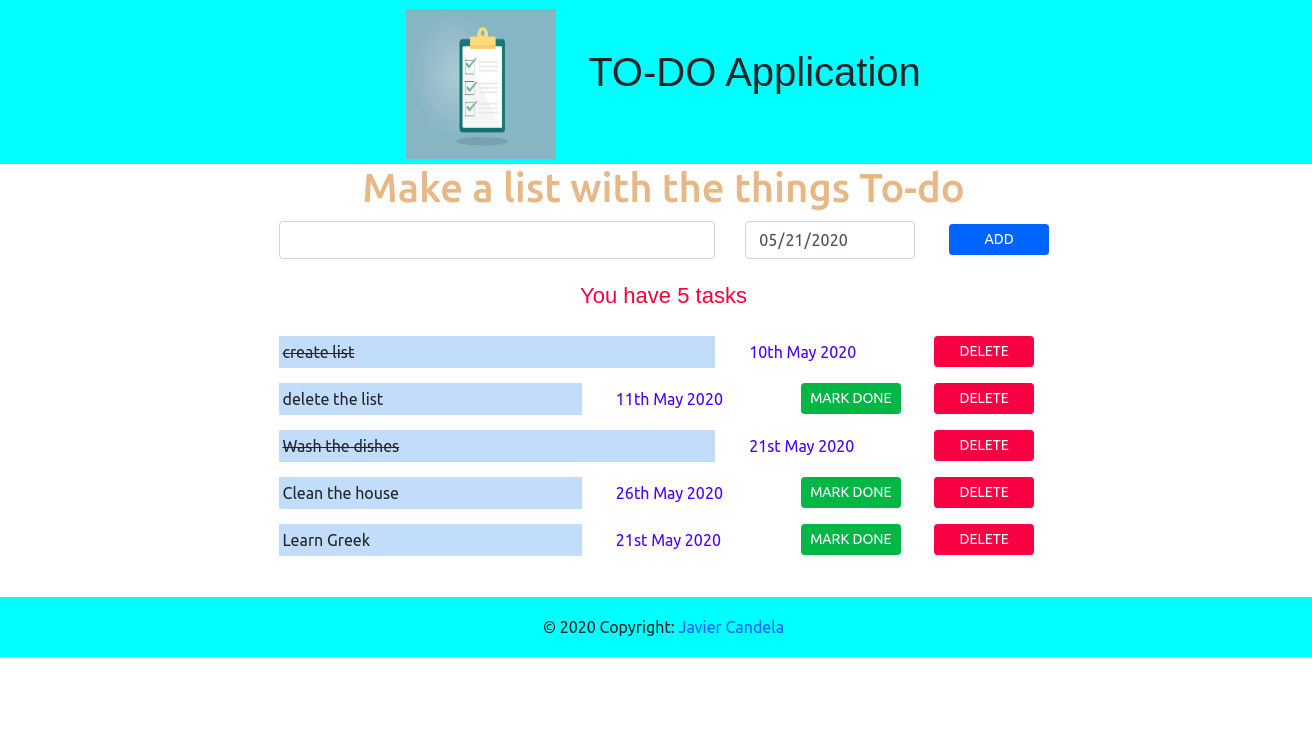 TO-DO Application
Make a list with the things To-do
05/21/2020 ADD
You have 5 tasks
create list 10th May 2020 DELETE
delete the list 11th May 2020 MARK DONE DELETE
Wash the dishes 21st May 2020 DELETE
Clean the house 26th May 2020 MARK DONE DELETE
Learn Greek 21st May 2020 MARK DONE DELETE
© 2020 Copyright: Javier Candela